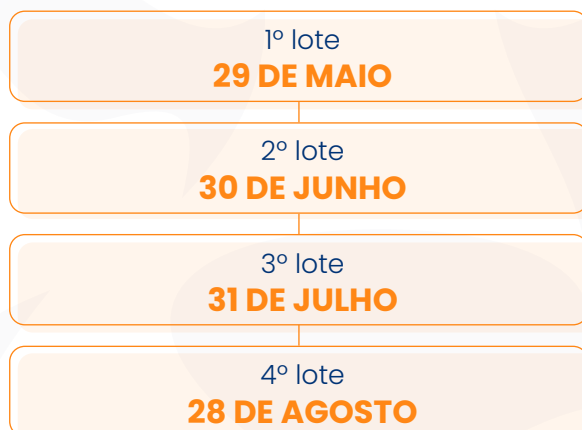 1º lote
29 DE MAIO
2º lote
30 DE JUNHO
3º lote
31 DE JULHO
4º lote
28 DE AGOSTO